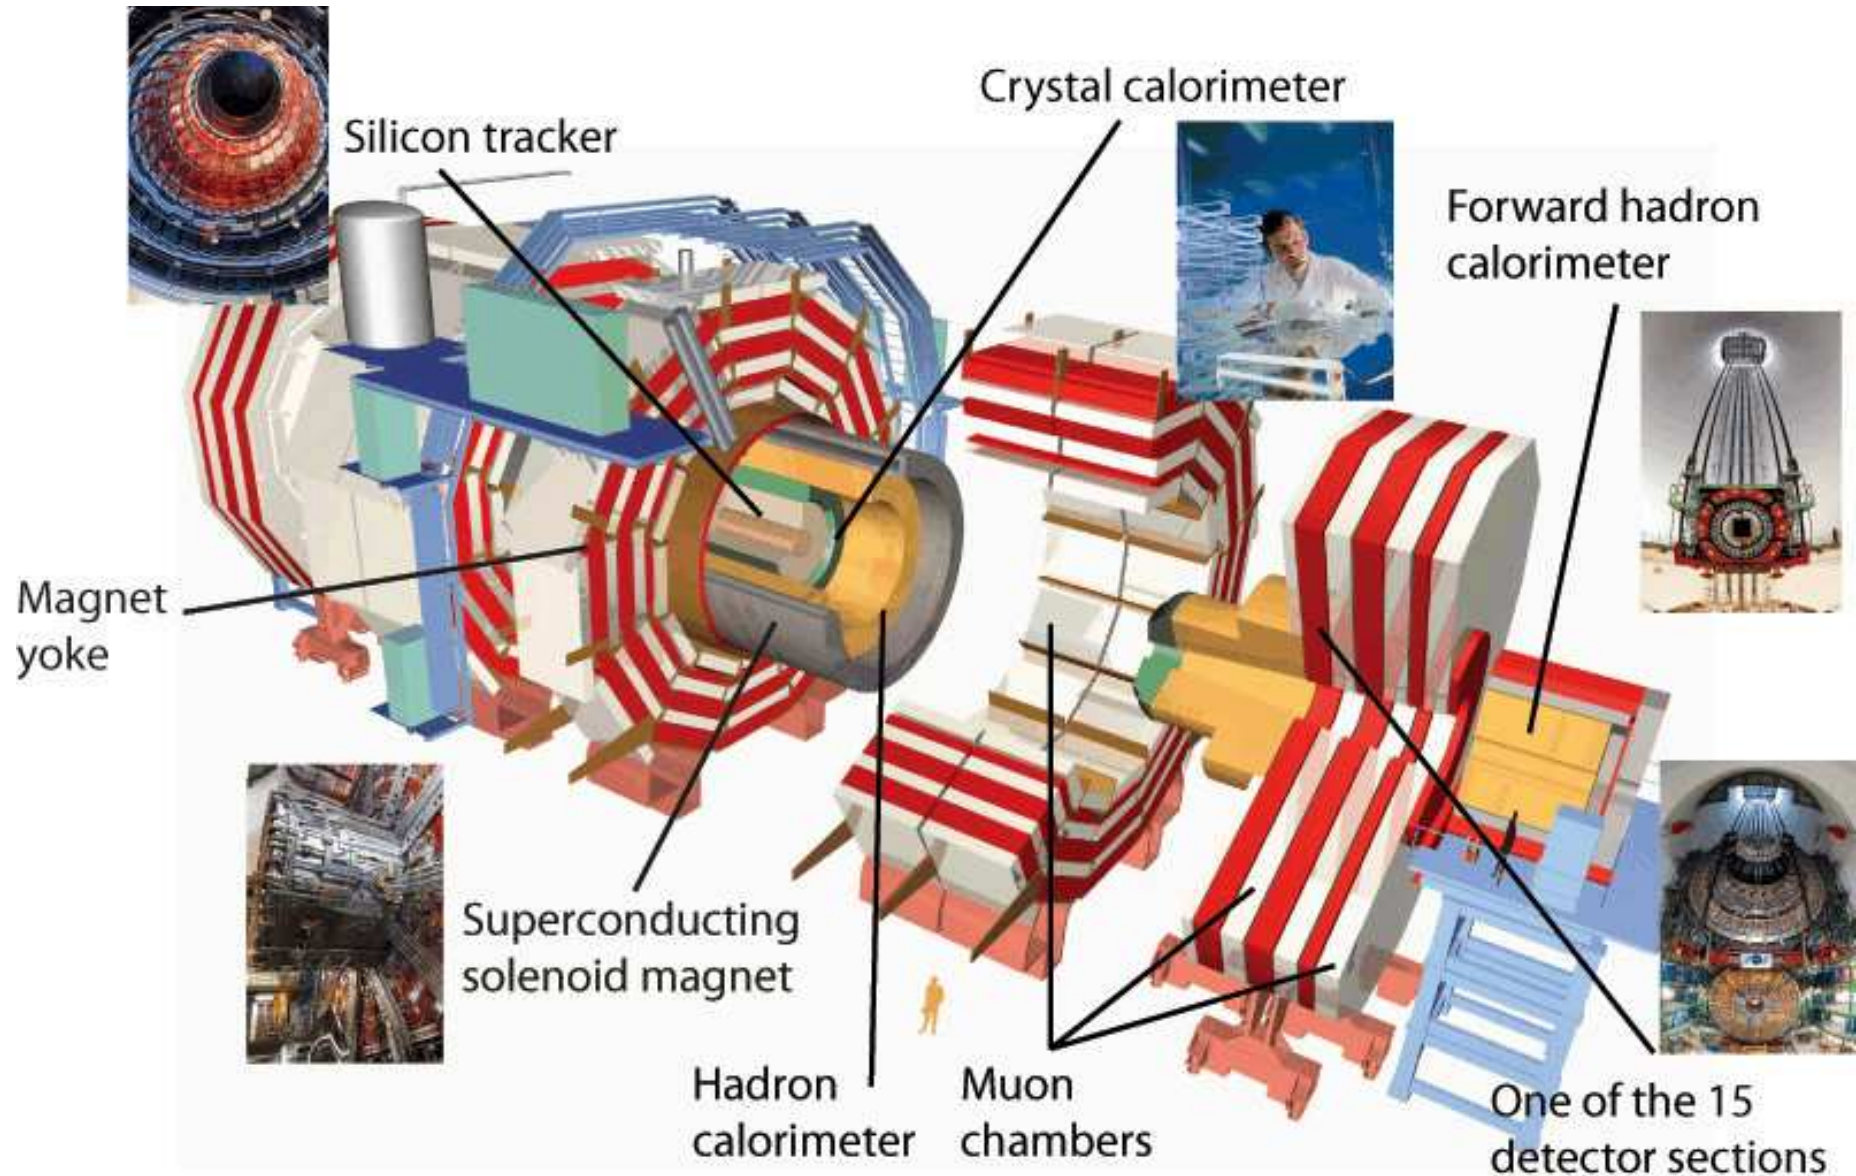 Crystal calorimeter
Silicon tracker
Forward hadron
calorimeter
Magnet
yoke
Superconducting
solenoid magnet
Hadron
calorimeter
Muon
chambers
One of the 15
detector sections